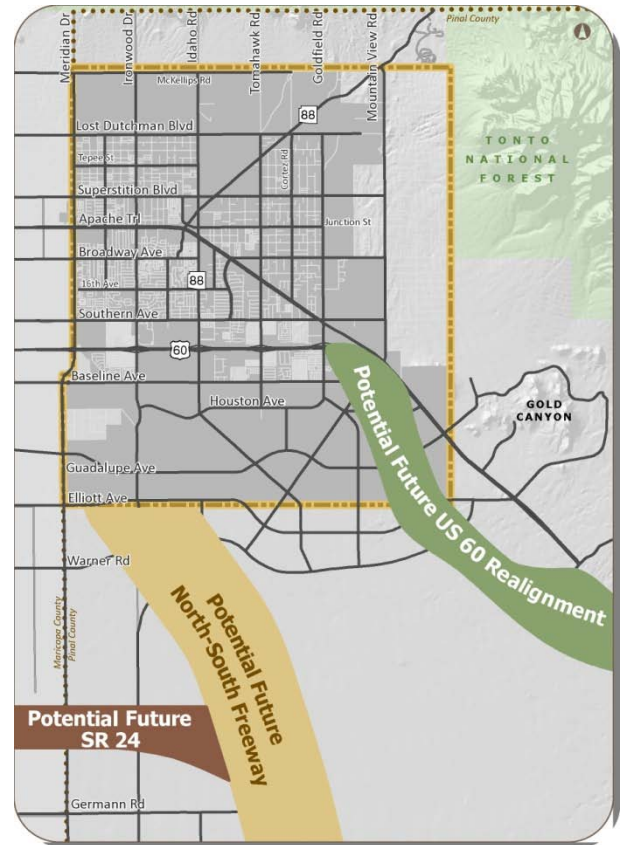 Pinal County
Meridian Dr
Ironwood Dr
Idaho Rd
Tomahawk Rd
Goldfield Rd
Mountain View Rd
McKellips Rd
88
Lost Dutchman Blvd
TONTO
NATIONAL
FOREST
Tepee St
Cortez Rd
Superstition Blvd
Apache Trl
Junction St
Broadway Ave
88
16th Ave
Southern Ave
60
Baseline Ave
Houston Ave
GOLD
CANYON
Guadalupe Ave
Elliott Ave
Potential Future US 60 Realignment
Warner Rd
Potential Future
North-South Freeway
Maricopa County
Pinal County
Potential Future
SR 24
Germann Rd